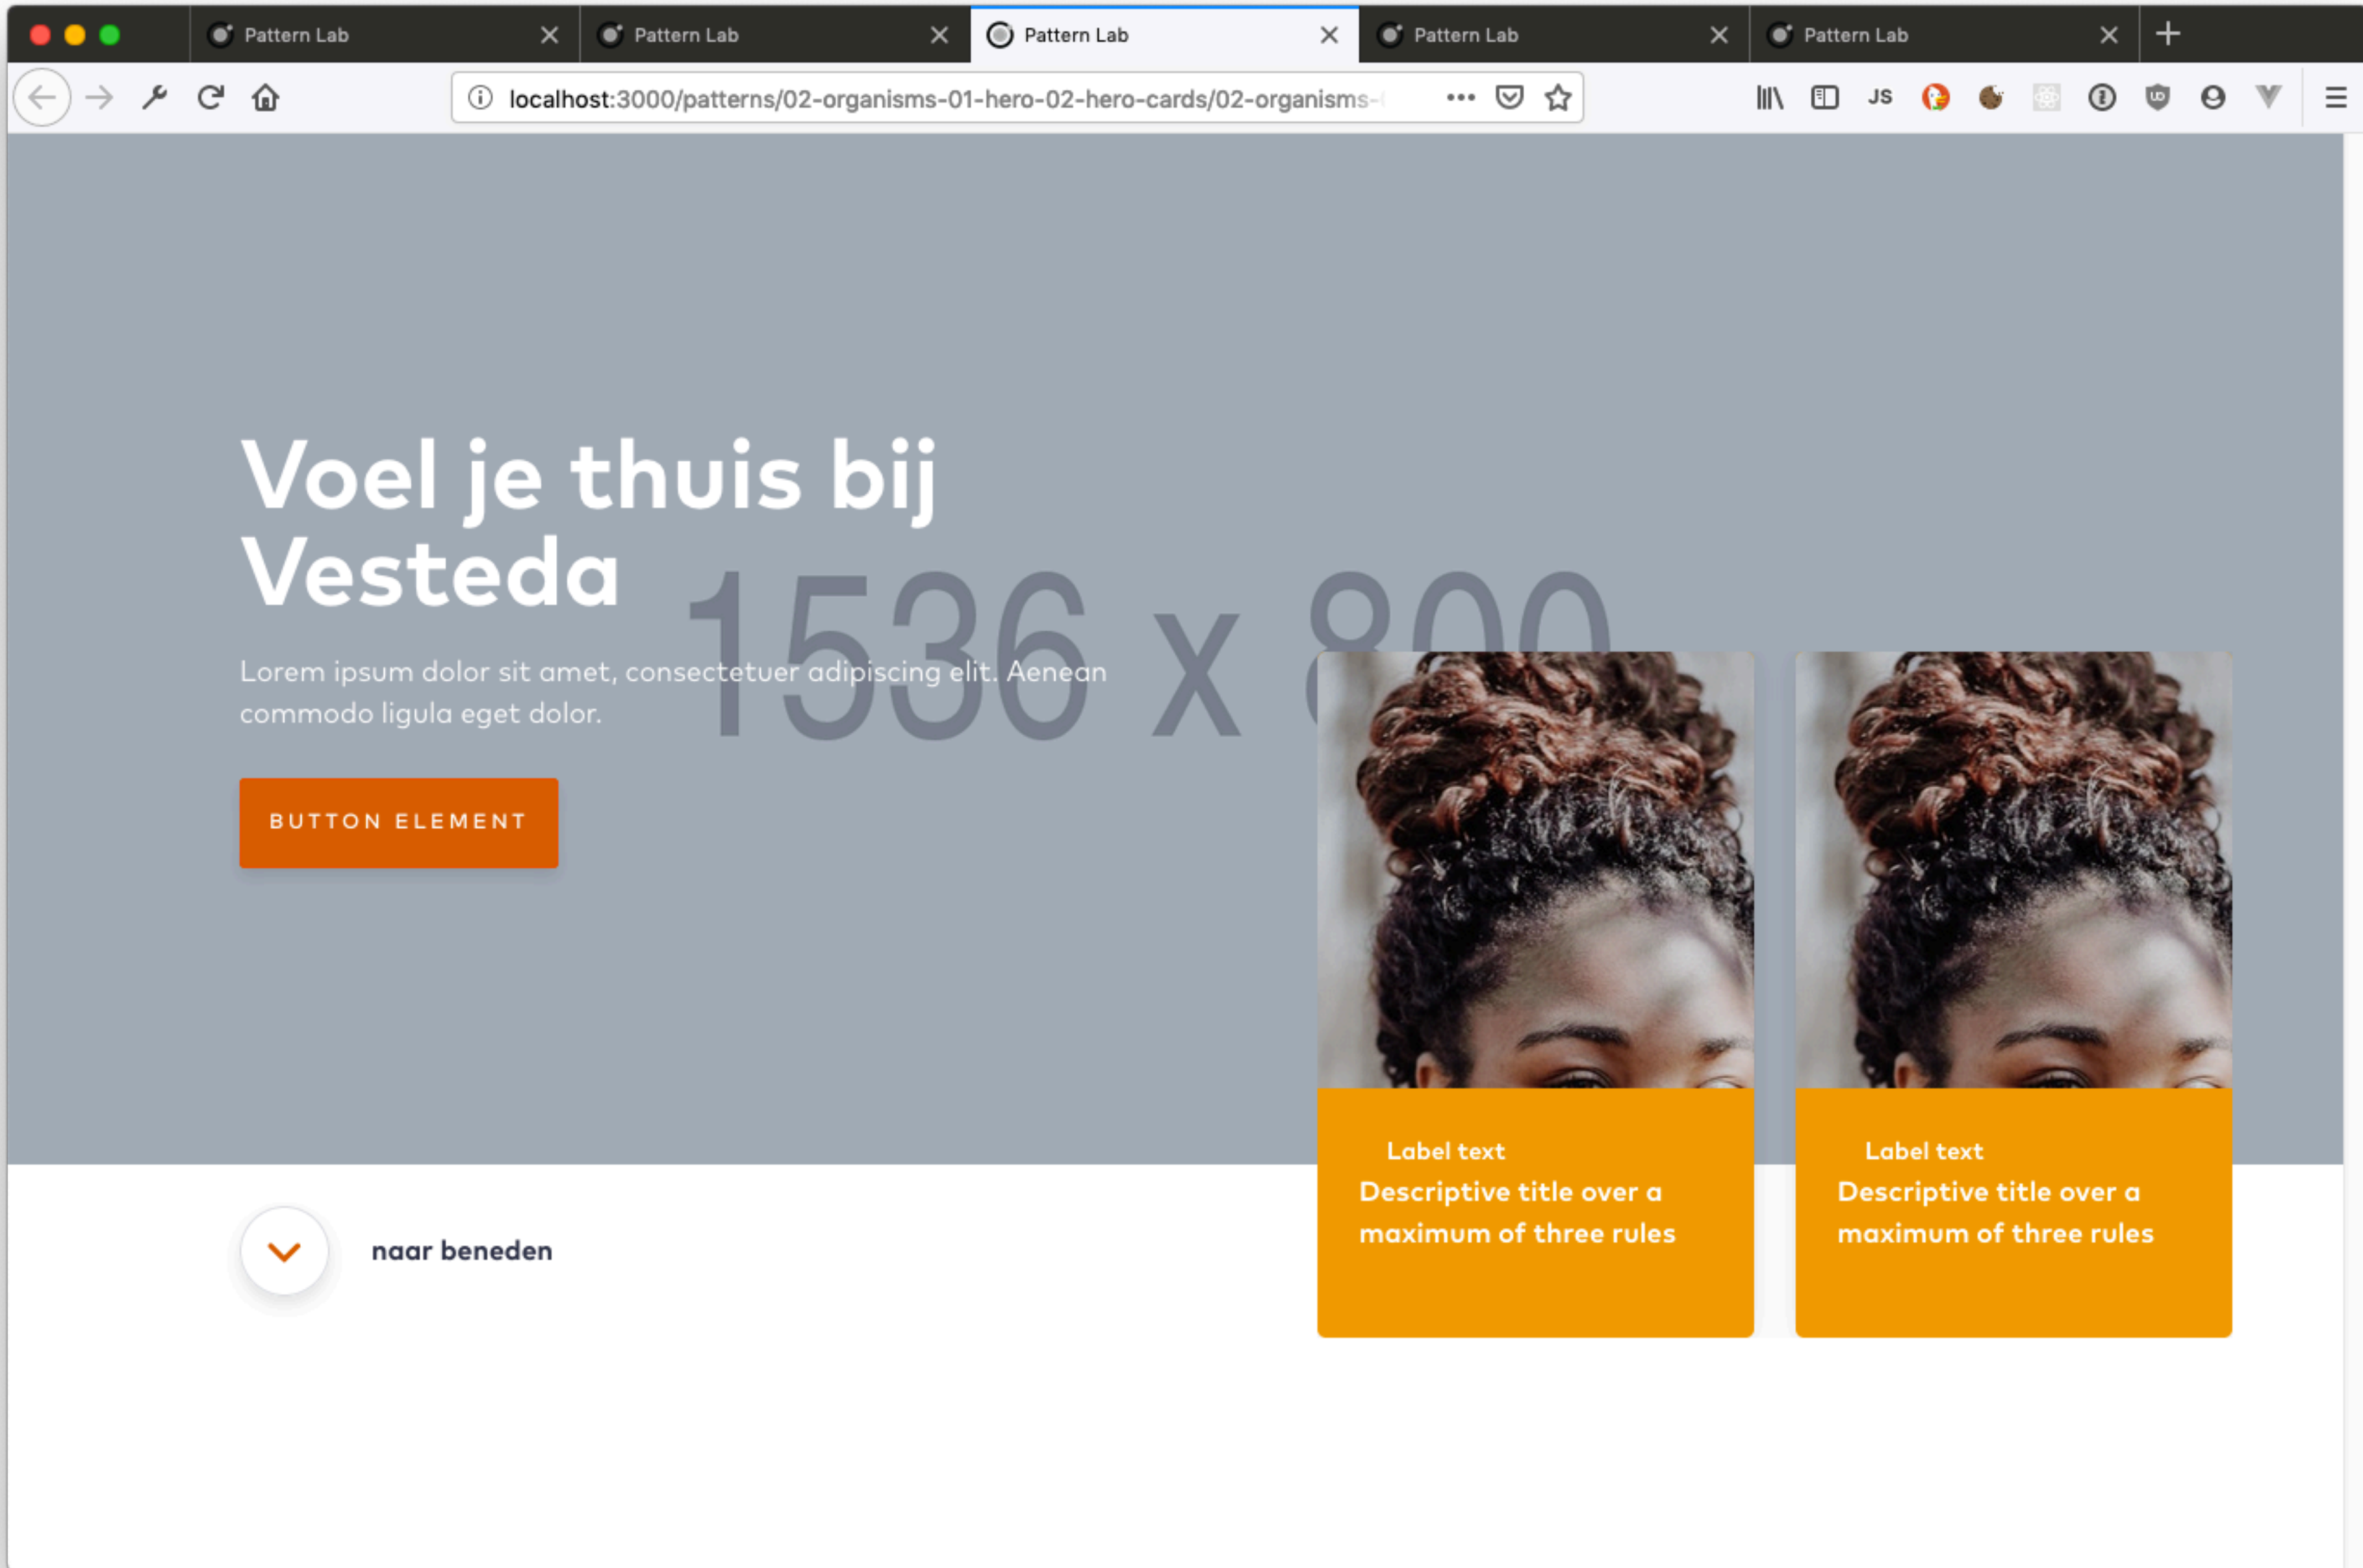 Pattern Lab
Pattern Lab
Pattern Lab
Pattern Lab
Pattern Lab
localhost:3000/patterns/02-organisms-01-hero-02-hero-cards/02-organisms-
JS
Voel je thuis bij
Vesteda
1536 x 800
Lorem ipsum dolor sit amet, consectetuer adipiscing elit. Aenean
commodo ligula eget dolor.
BUTTON ELEMENT
Label text
Descriptive title over a
maximum of three rules
Label text
Descriptive title over a
maximum of three rules
naar beneden